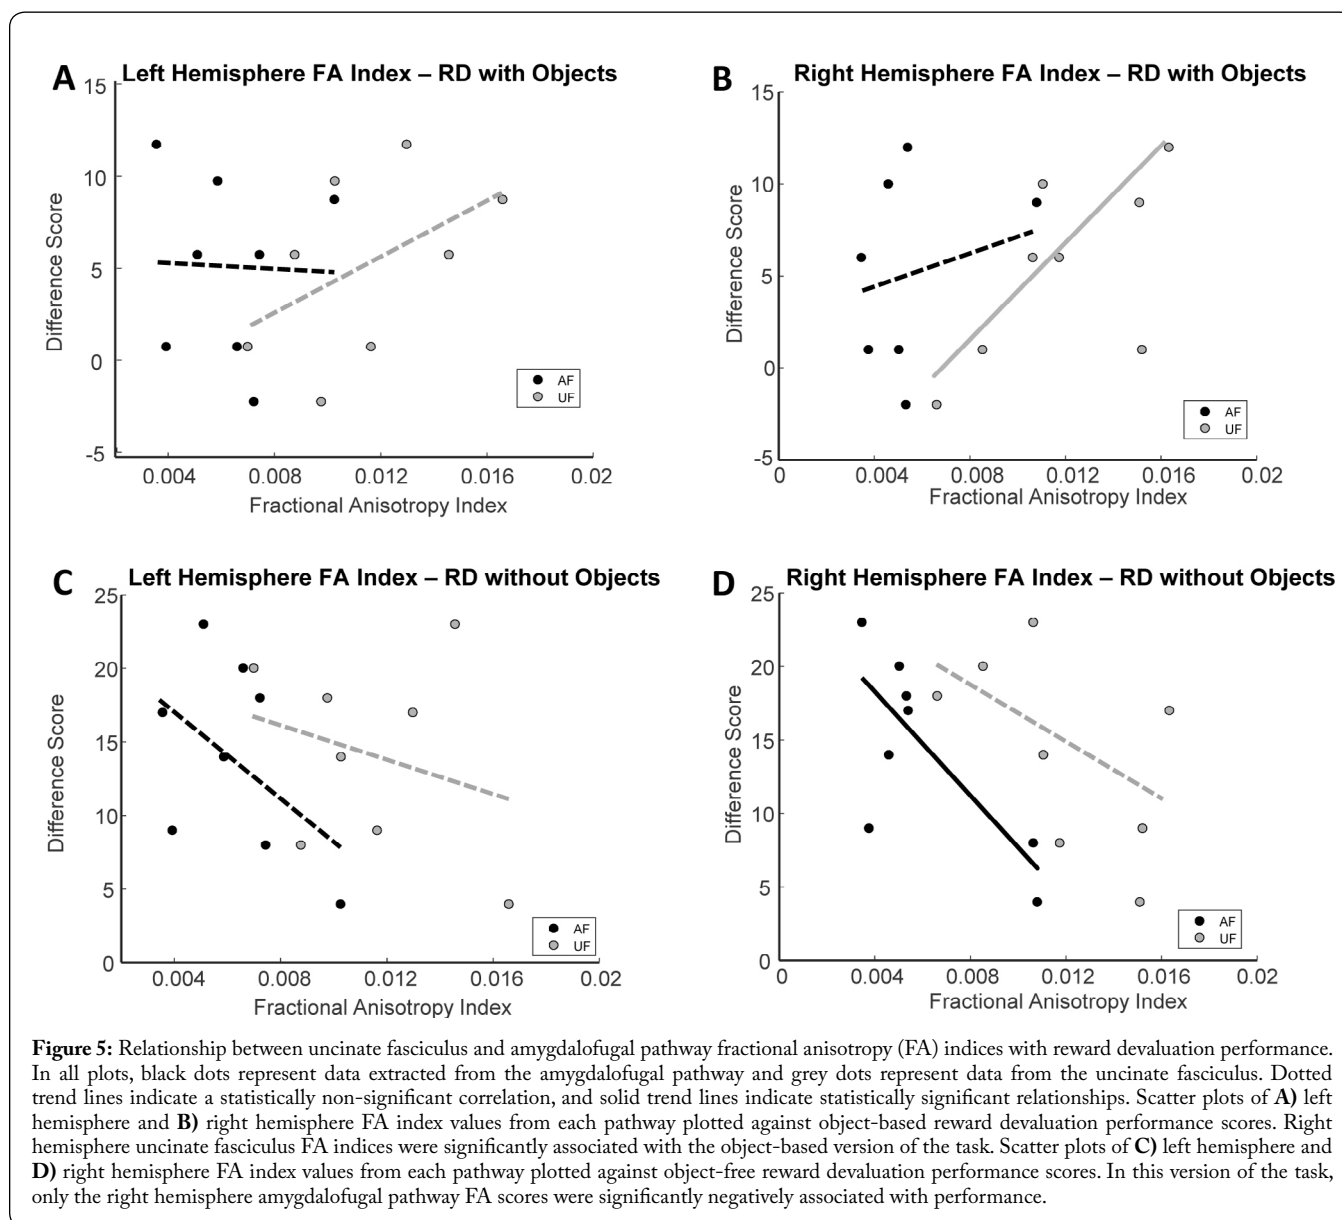 A
Left Hemisphere FA Index – RD with Objects
15
10
5
0
-5
Difference Score
0.004
0.008
0.012
0.016
0.02
Fractional Anisotropy Index
AF
UF
B
Right Hemisphere FA Index – RD with Objects
15
10
5
0
-5
Difference Score
0
0.004
0.008
0.012
0.016
0.02
Fractional Anisotropy Index
AF
UF
C
Left Hemisphere FA Index – RD without Objects
25
20
15
10
5
0
Difference Score
0.004
0.008
0.012
0.016
0.02
Fractional Anisotropy Index
AF
UF
D
Right Hemisphere FA Index – RD without Objects
25
20
15
10
5
0
Difference Score
0
0.004
0.008
0.012
0.016
0.02
Fractional Anisotropy Index
AF
UF
Figure 5: Relationship between uncinate fasciculus and amygdalofugal pathway fractional anisotropy (FA) indices with reward devaluation performance.
In all plots, black dots represent data extracted from the amygdalofugal pathway and grey dots represent data from the uncinate fasciculus. Dotted
trend lines indicate a statistically non-significant correlation, and solid trend lines indicate statistically significant relationships. Scatter plots of A) left
hemisphere and B) right hemisphere FA index values from each pathway plotted against object-based reward devaluation performance scores. Right
hemisphere uncinate fasciculus FA indices were significantly associated with the object-based version of the task. Scatter plots of C) left hemisphere and
D) right hemisphere FA index values from each pathway plotted against object-free reward devaluation performance scores. In this version of the task,
only the right hemisphere amygdalofugal pathway FA scores were significantly negatively associated with performance.